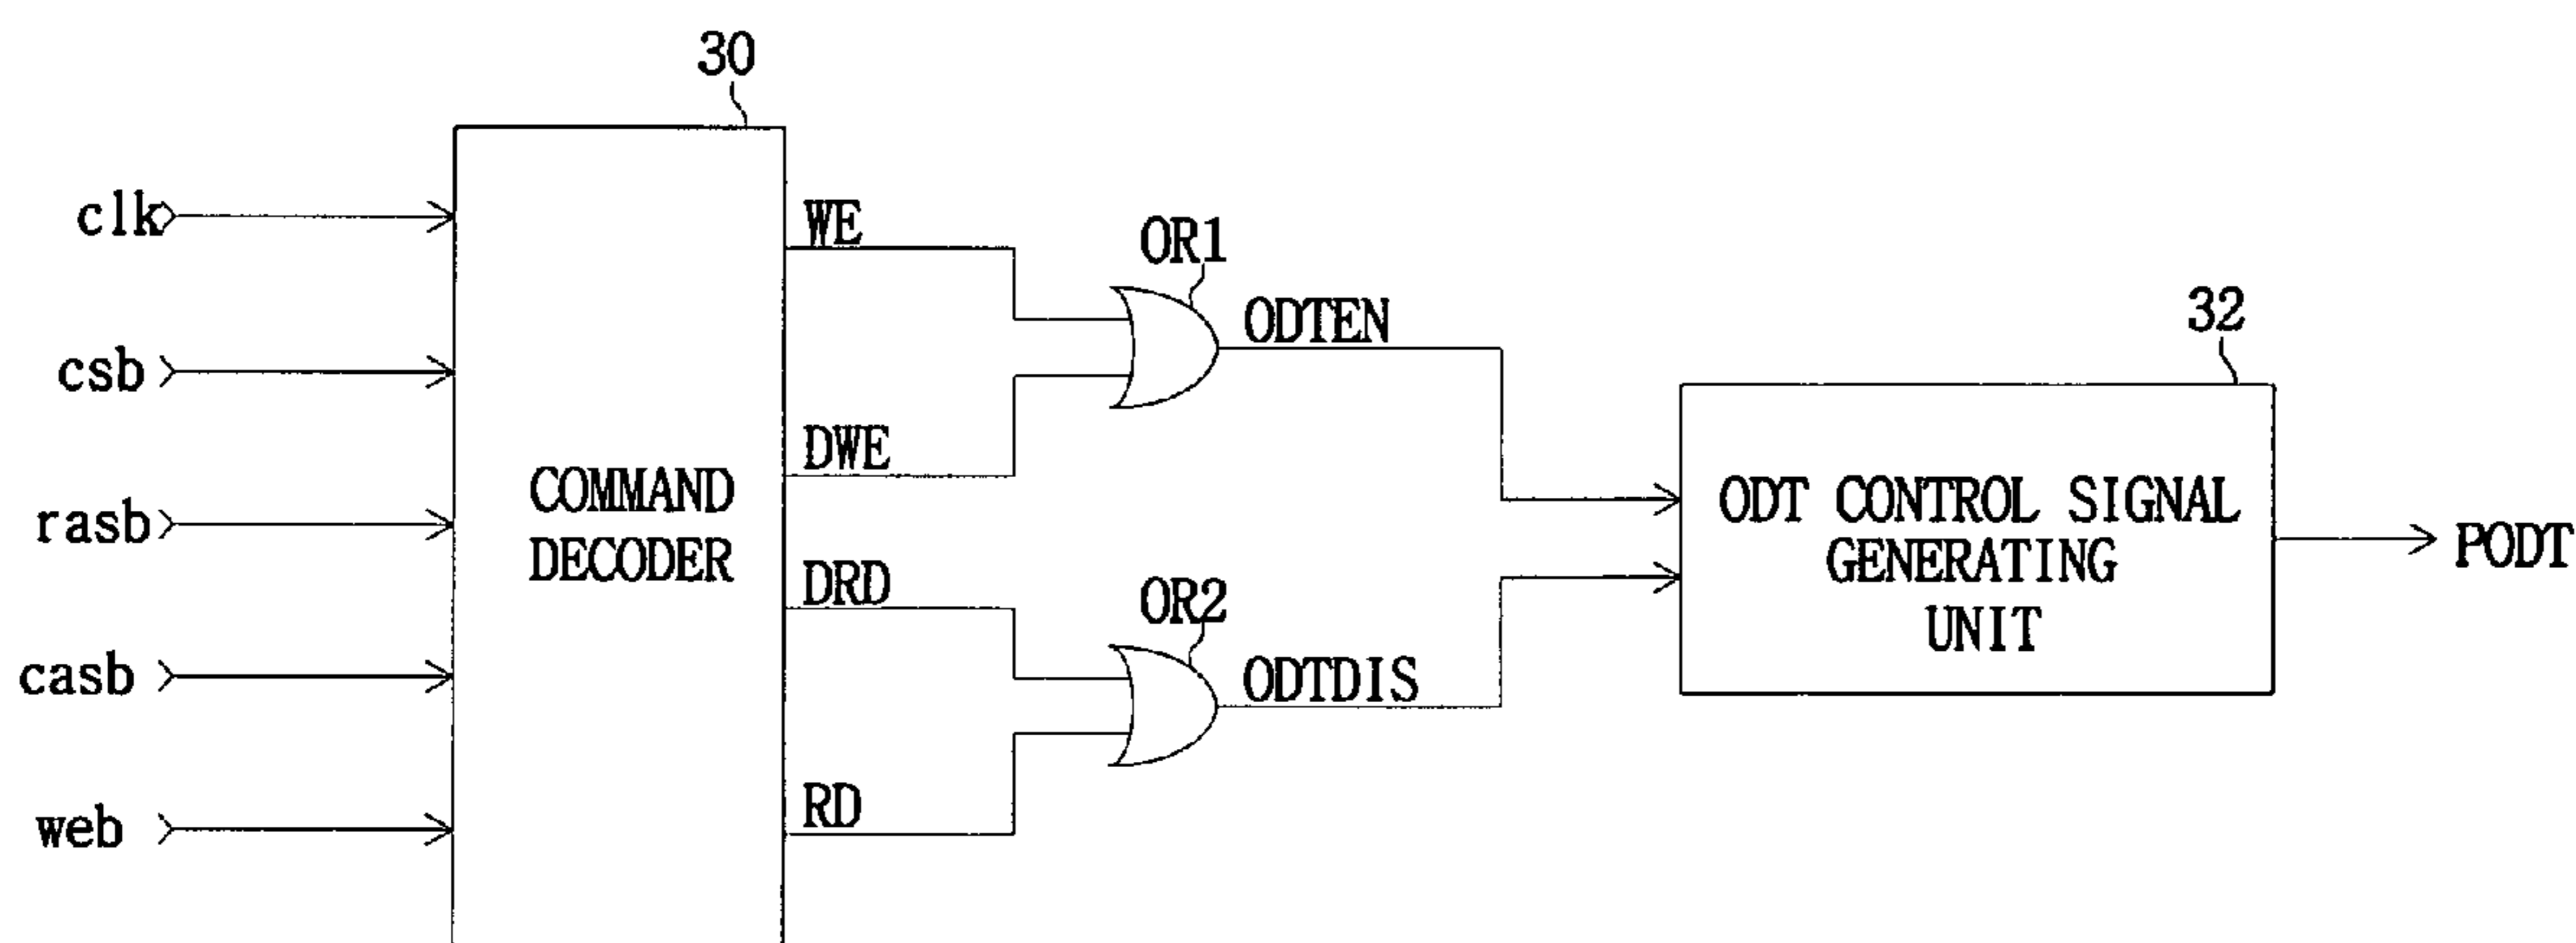 30
clk
csb
rasb
casb
web
COMMAND
DECODER
WE
DWE
DRD
RD
OR1
ODTEN
OR2
ODTDIS
32
ODT CONTROL SIGNAL
GENERATING
UNIT
PODT